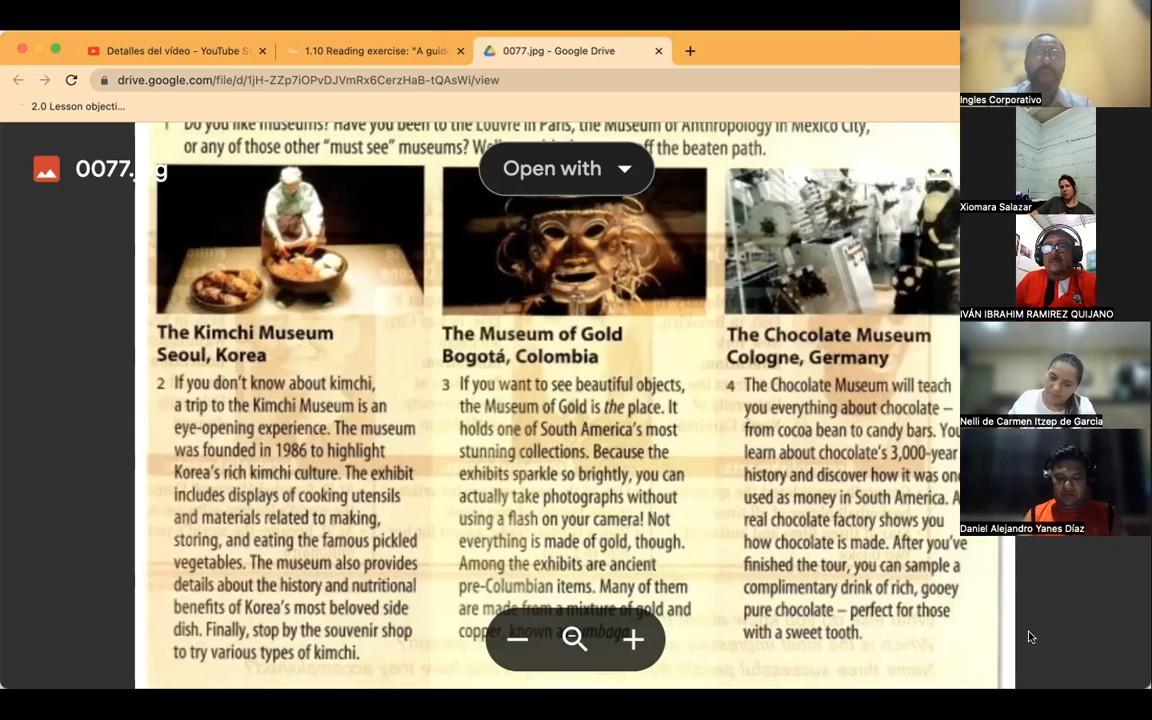 Detalles del vídeo - YouTube S
1.10 Reading exercise: "A guid
0077.jpg - Google Drive
drive.google.com/file/d/1jH-ZZp7iOPvDJVmRx6CerzHaB-tQAsWi/view
2.0 Lesson objecti...
0077.jpg
Open with
1 Do you like museums? Have you been to the Louvre in Paris, the Museum of Anthropology in Mexico City,
or any of those other "must see" museums? off the beaten path.
The Kimchi Museum
Seoul, Korea
2 If you don't know about kimchi,
a trip to the Kimchi Museum is an
eye-opening experience. The museum
was founded in 1986 to highlight
Korea's rich kimchi culture. The exhibit
includes displays of cooking utensils
and materials related to making,
storing, and eating the famous pickled
vegetables. The museum also provides
details about the history and nutritional
benefits of Korea's most beloved side
dish. Finally, stop by the souvenir shop
to try various types of kimchi.
The Museum of Gold
Bogotá, Colombia
3 If you want to see beautiful objects,
the Museum of Gold is the place. It
holds one of South America's most
stunning collections. Because the
exhibits sparkle so brightly, you can
actually take photographs without
using a flash on your camera! Not
everything is made of gold, though.
Among the exhibits are ancient
pre-Columbian items. Many of them
are made from a mixture of gold and
copper, known as tumbaga.
The Chocolate Museum
Cologne, Germany
4 The Chocolate Museum will teach
you everything about chocolate –
from cocoa bean to candy bars. You
learn about chocolate's 3,000-year
history and discover how it was on
used as money in South America. A
real chocolate factory shows you
how chocolate is made. After you've
finished the tour, you can sample a
complimentary drink of rich, gooey
pure chocolate – perfect for those
with a sweet tooth.
Ingles Corporativo
Xiomara Salazar
IVÁN IBRAHIM RAMIREZ QUIJANO
Nelli de Carmen Itzep de Garcia
Daniel Alejandro Yanes Díaz